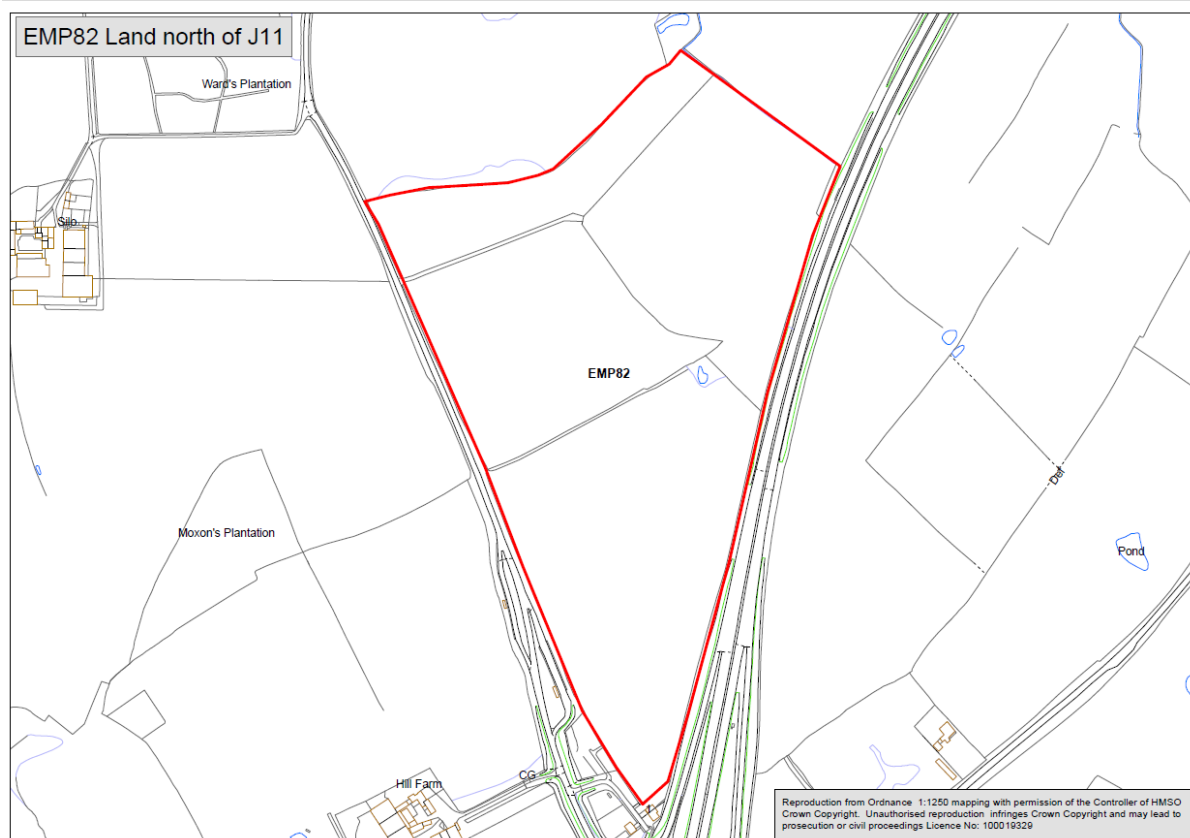 EMP82 Land north of J11
Ward's Plantation
Silo
EMP82
Def
Moxon's Plantation
Pond
CG
Hill Farm
Reproduction from Ordnance 1:1250 mapping with permission of the Controller of HMSO
Crown Copyright. Unauthorised reproduction infringes Crown Copyright and may lead to
prosecution or civil proceedings Licence No: 100019329